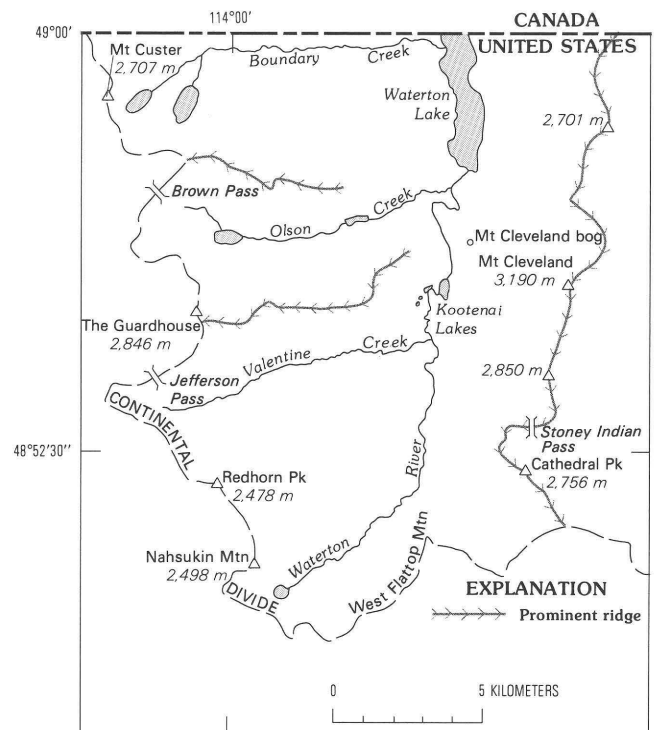 114°00'
49°00'
CANADA
UNITED STATES
Mt Custer
2,707 m
Boundary Creek
Waterton
Lake
2,701 m
Brown Pass
Olson Creek
Mt Cleveland bog
Mt Cleveland
3,190 m
The Guardhouse
2,846 m
Kootenai
Lakes
Valentine Creek
2,850 m
Jefferson
Pass
CONTINENTAL
Stoney Indian
Pass
48°52'30"
Redhorn Pk
2,478 m
Cathedral Pk
2,756 m
Waterton River
Nahsukin Mtn
2,498 m
DIVIDE
West Flattop Mtn
EXPLANATION
Prominent ridge
0 5 KILOMETERS